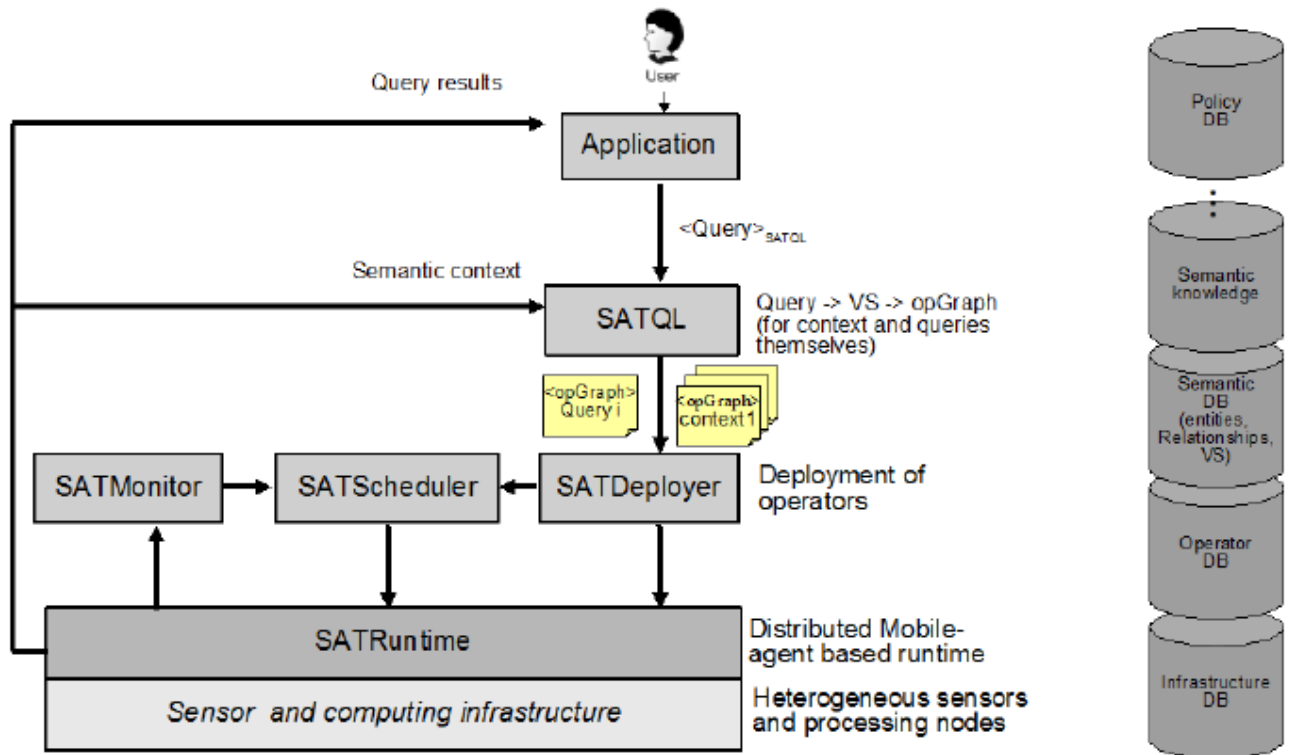 User
Query results
Application
<Query>SATQL
Semantic context
SATQL
Query -> VS -> opGraph
(for context and queries
themselves)
<opGraph>
Query i
<opGraph>
context1
SATMonitor
SATScheduler
SATDeployer
Deployment of
operators
SATRuntime
Distributed Mobile-
agent based runtime
Sensor and computing infrastructure
Heterogeneous sensors
and processing nodes
Policy
DB
⋮
Semantic
knowledge
Semantic
DB
(entities,
Relationships,
VS)
Operator
DB
Infrastructure
DB